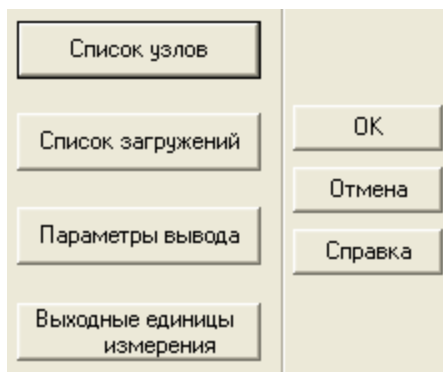 Список узлов
Список загружений
Параметры вывода
Выходные единицы
измерения
OK
Отмена
Справка